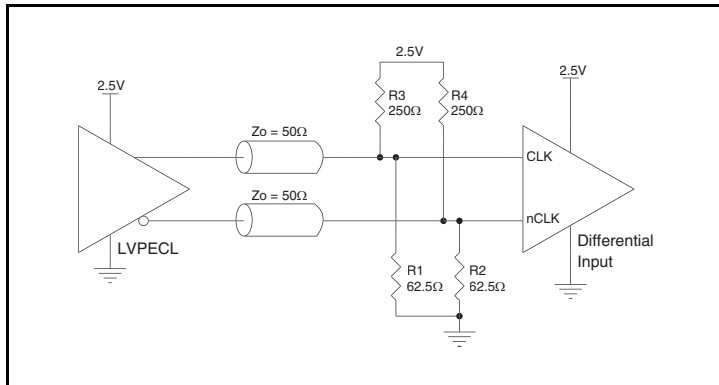 2.5V
2.5V
2.5V
R3
250Ω
R4
250Ω
Zo = 50Ω
CLK
Zo = 50Ω
nCLK
LVPECL
Differential
Input
R1
62.5Ω
R2
62.5Ω